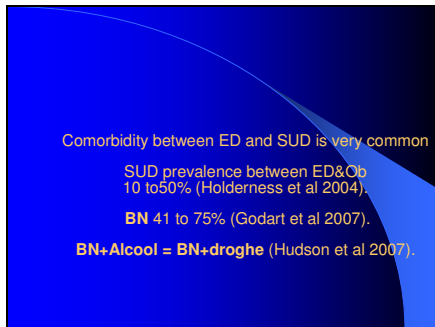 Comorbidity between ED and SUD is very common
SUD prevalence between ED&Ob
10 to50% (Holderness et al 2004).
BN 41 to 75% (Godart et al 2007).
BN+Alcool = BN+droghe (Hudson et al 2007).